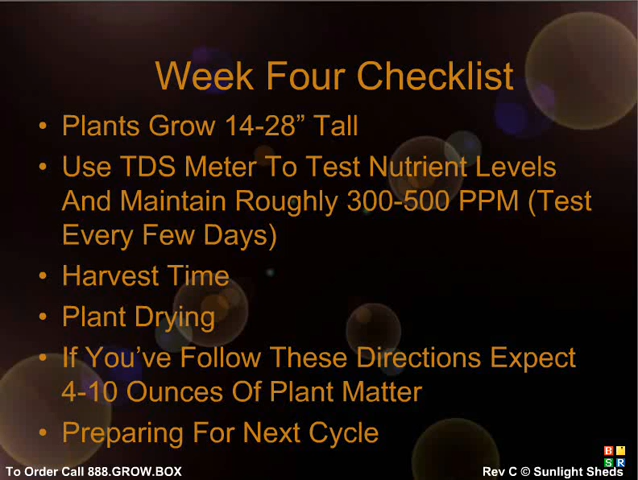 Week Four Checklist
• Plants Grow 14-28” Tall
• Use TDS Meter To Test Nutrient Levels
And Maintain Roughly 300-500 PPM (Test
Every Few Days)
• Harvest Time
• Plant Drying
• If You’ve Follow These Directions Expect
4-10 Ounces Of Plant Matter
• Preparing For Next Cycle
B
S R
To Order Call 888.GROW.BOX
Rev C © Sunlight Sheds